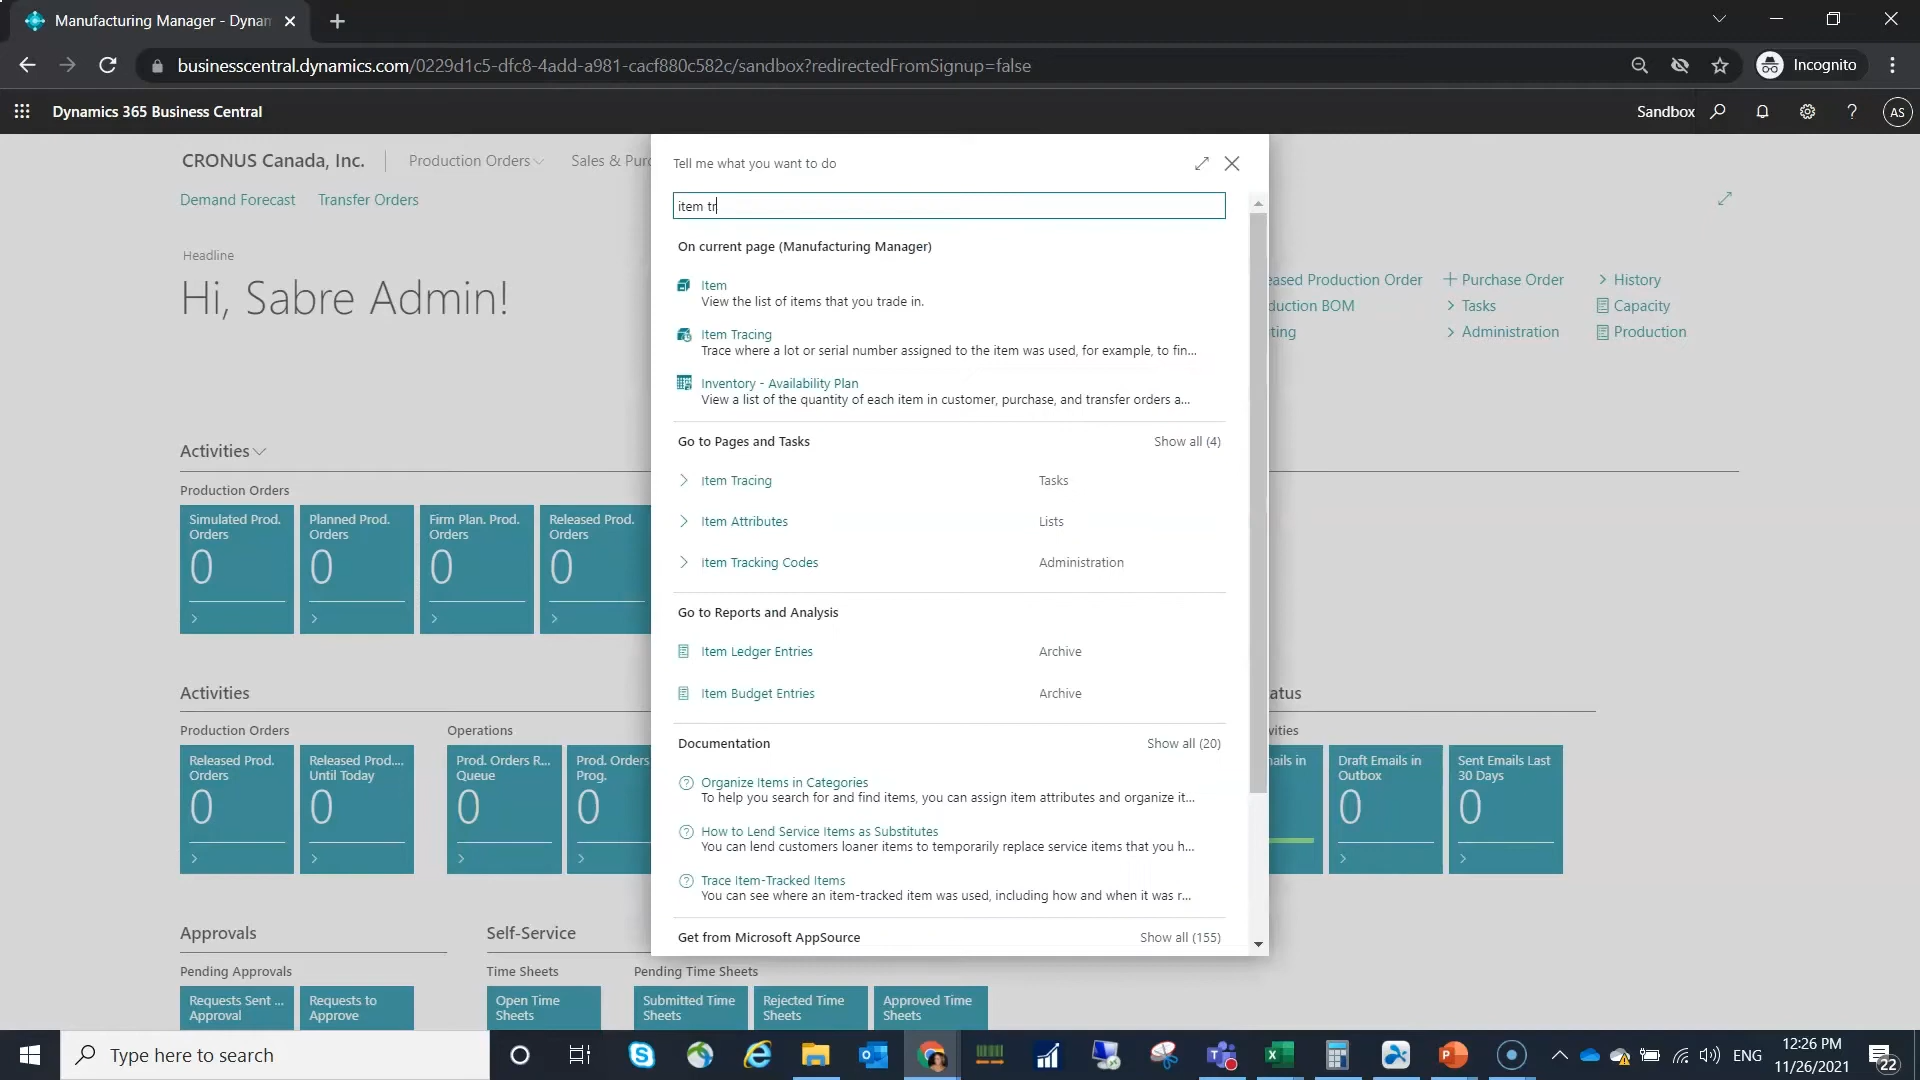 Manufacturing Manager - Dynam
businesscentral.dynamics.com/0229d1c5-dfc8-4add-a981-cacf880c582c/sandbox?redirectedFromSignup=false
Incognito
Dynamics 365 Business Central
Sandbox
AS
CRONUS Canada, Inc.
Production Orders
Sales & Purc
Demand Forecast
Transfer Orders
Headline
Hi, Sabre Admin!
eased Production Order
Purchase Order
History
duction BOM
Tasks
Capacity
ting
Administration
Production
Tell me what you want to do
item tr
On current page (Manufacturing Manager)
Item
View the list of items that you trade in.
Item Tracing
Trace where a lot or serial number assigned to the item was used, for example, to fin...
Inventory - Availability Plan
View a list of the quantity of each item in customer, purchase, and transfer orders a...
Go to Pages and Tasks
Show all (4)
Item Tracing
Tasks
Item Attributes
Lists
Item Tracking Codes
Administration
Go to Reports and Analysis
Item Ledger Entries
Archive
Item Budget Entries
Archive
Documentation
Show all (20)
Organize Items in Categories
To help you search for and find items, you can assign item attributes and organize it...
How to Lend Service Items as Substitutes
You can lend customers loaner items to temporarily replace service items that you h...
Trace Item-Tracked Items
You can see where an item-tracked item was used, including how and when it was r...
Get from Microsoft AppSource
Show all (155)
Activities
Production Orders
Simulated Prod. Orders
0
Planned Prod. Orders
0
Firm Plan. Prod. Orders
0
Released Prod. Orders
0
Activities
Production Orders
Operations
Released Prod. Orders
0
Released Prod.... Until Today
0
Prod. Orders R... Queue
0
Prod. Orders Prog.
0
atus
vities
nails in
Draft Emails in Outbox
0
Sent Emails Last 30 Days
0
Approvals
Pending Approvals
Requests Sent ... Approval
Requests to Approve
Self-Service
Time Sheets
Open Time Sheets
Pending Time Sheets
Submitted Time Sheets
Rejected Time Sheets
Approved Time Sheets
Type here to search
ENG
12:26 PM
11/26/2021
22